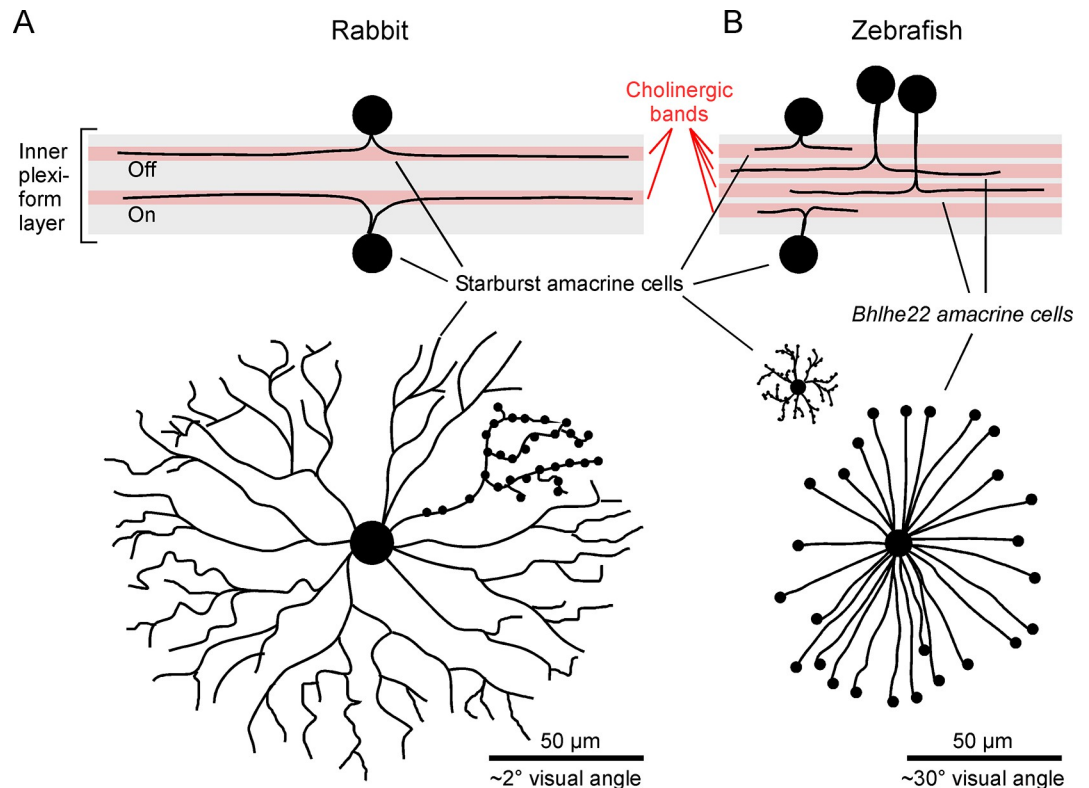 A
Rabbit
B
Zebrafish
Cholinergic
bands
Inner
plexi-
form
layer
Off
On
Starburst amacrine cells
Bhlhe22 amacrine cells
50 µm
~2° visual angle
50 µm
~30° visual angle